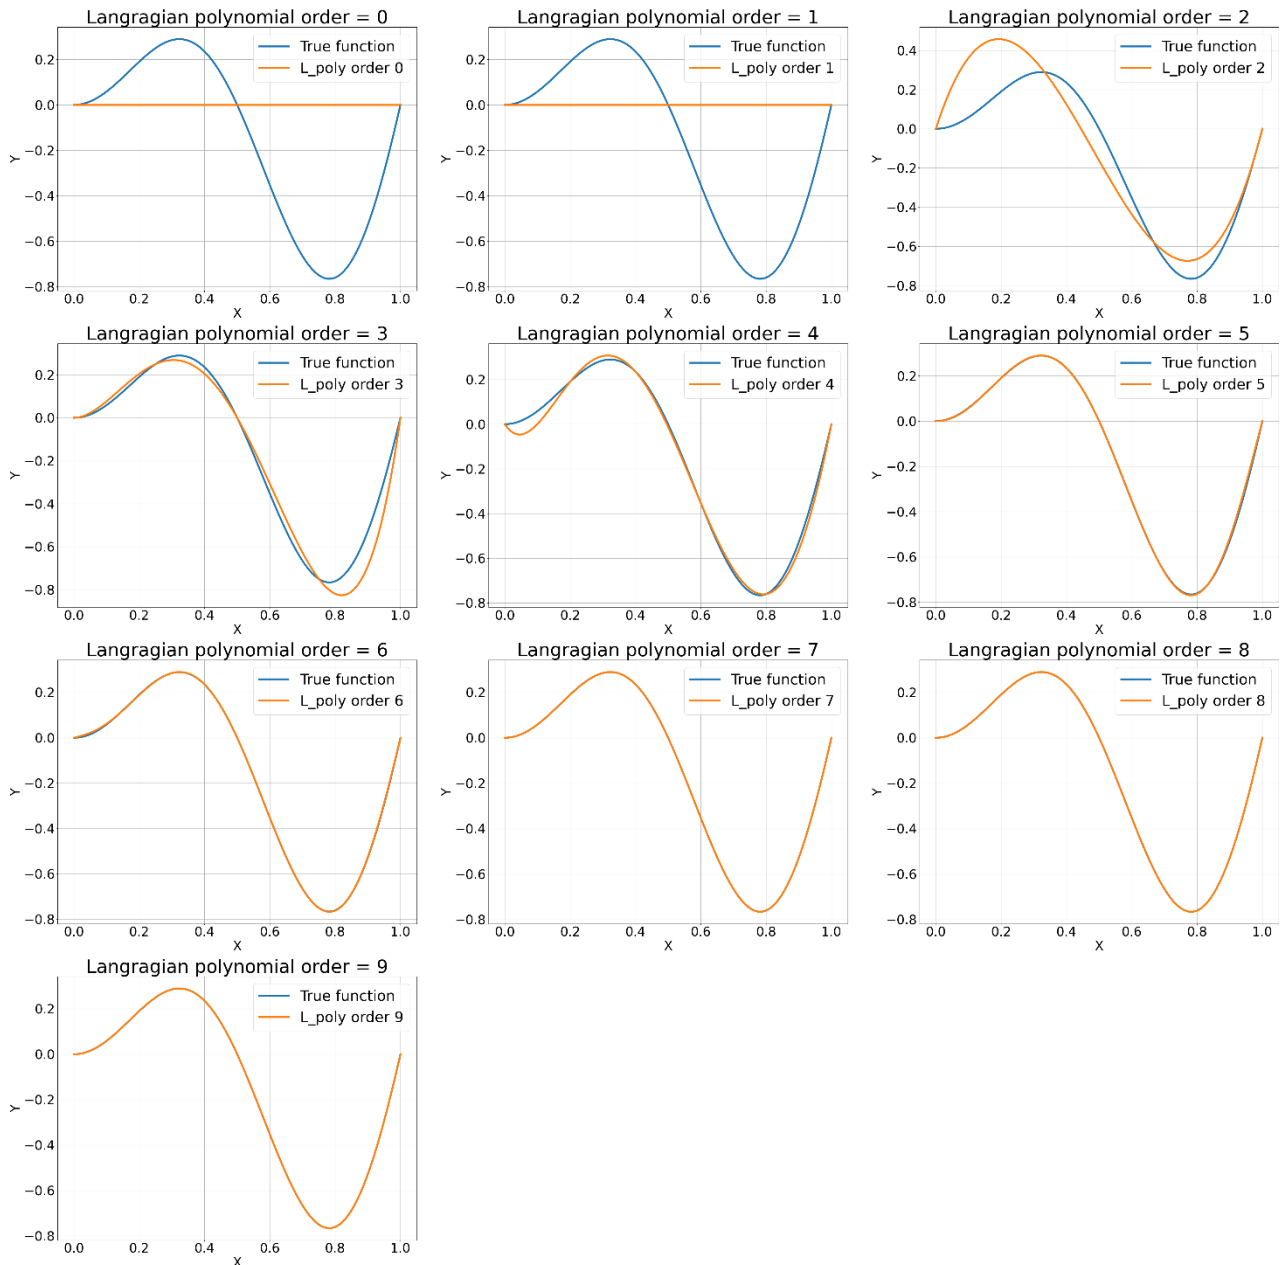 Langragian polynomial order = 0
True function
L_poly order 0
0.2
0.0
−0.2
−0.4
−0.6
−0.8
Y
0.0 0.2 0.4 0.6 0.8 1.0
X
Langragian polynomial order = 1
True function
L_poly order 1
0.2
0.0
−0.2
−0.4
−0.6
−0.8
Y
0.0 0.2 0.4 0.6 0.8 1.0
X
Langragian polynomial order = 2
True function
L_poly order 2
0.4
0.2
0.0
−0.2
−0.4
−0.6
−0.8
Y
0.0 0.2 0.4 0.6 0.8 1.0
X
Langragian polynomial order = 3
True function
L_poly order 3
0.2
0.0
−0.2
−0.4
−0.6
−0.8
Y
0.0 0.2 0.4 0.6 0.8 1.0
X
Langragian polynomial order = 4
True function
L_poly order 4
0.2
0.0
−0.2
−0.4
−0.6
−0.8
Y
0.0 0.2 0.4 0.6 0.8 1.0
X
Langragian polynomial order = 5
True function
L_poly order 5
0.2
0.0
−0.2
−0.4
−0.6
−0.8
Y
0.0 0.2 0.4 0.6 0.8 1.0
X
Langragian polynomial order = 6
True function
L_poly order 6
0.2
0.0
−0.2
−0.4
−0.6
−0.8
Y
0.0 0.2 0.4 0.6 0.8 1.0
X
Langragian polynomial order = 7
True function
L_poly order 7
0.2
0.0
−0.2
−0.4
−0.6
−0.8
Y
0.0 0.2 0.4 0.6 0.8 1.0
X
Langragian polynomial order = 8
True function
L_poly order 8
0.2
0.0
−0.2
−0.4
−0.6
−0.8
Y
0.0 0.2 0.4 0.6 0.8 1.0
X
Langragian polynomial order = 9
True function
L_poly order 9
0.2
0.0
−0.2
−0.4
−0.6
−0.8
Y
0.0 0.2 0.4 0.6 0.8 1.0
X